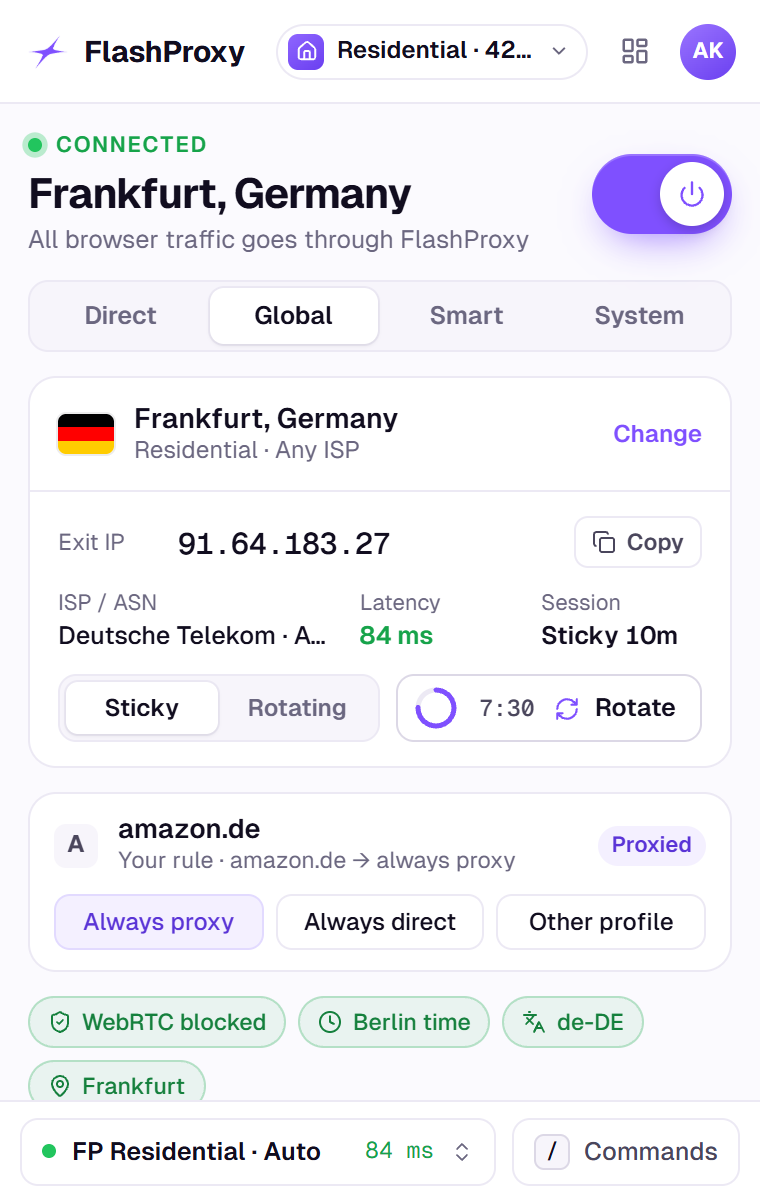 FlashProxy
Residential · 42...
AK
CONNECTED
Frankfurt, Germany
All browser traffic goes through FlashProxy
Direct
Global
Smart
System
Frankfurt, Germany
Residential · Any ISP
Change
Exit IP
91.64.183.27
Copy
ISP / ASN
Latency
Session
Deutsche Telekom · A...
84 ms
Sticky 10m
Sticky
Rotating
7:30
Rotate
A
amazon.de
Your rule · amazon.de → always proxy
Proxied
Always proxy
Always direct
Other profile
WebRTC blocked
Berlin time
de-DE
Frankfurt
FP Residential · Auto
84 ms
/
Commands